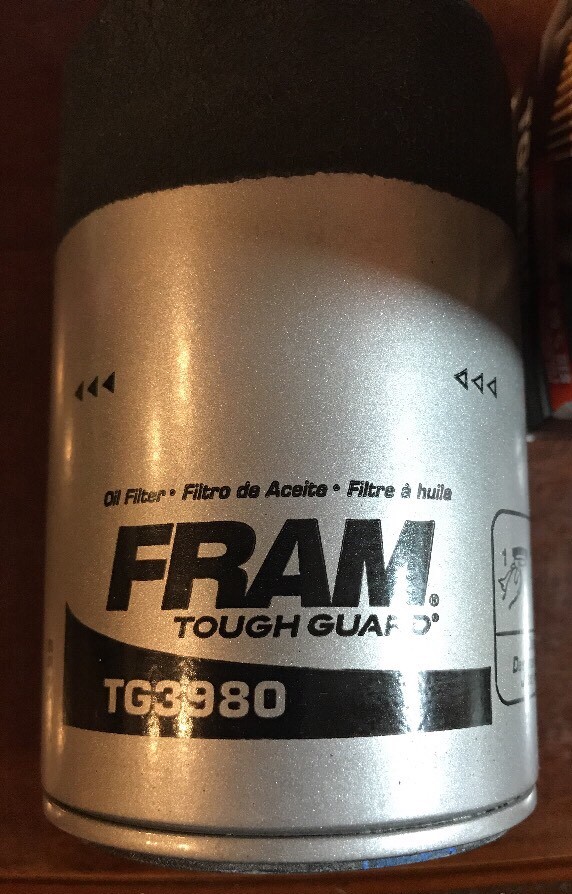 Oil Filter • Filtro de Aceite • Filtre à huile
FRAM®
TOUGH GUARD®
TG3980